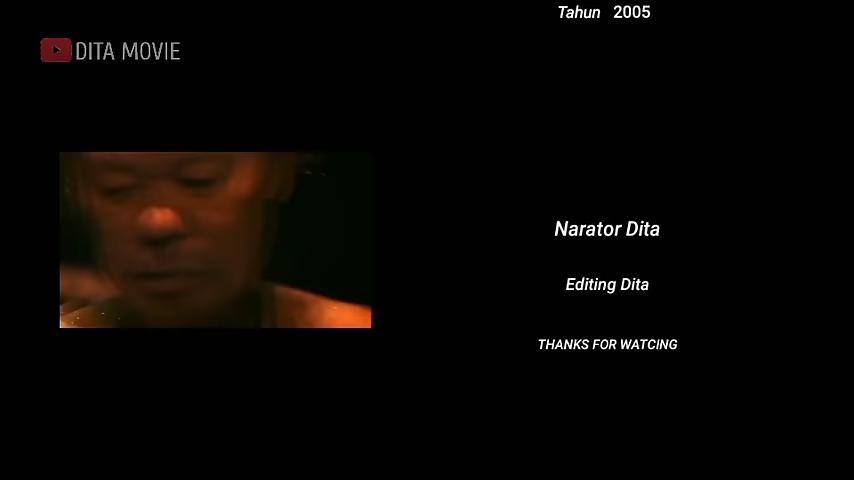 Tahun 2005
DITA MOVIE
Narator Dita
Editing Dita
THANKS FOR WATCING